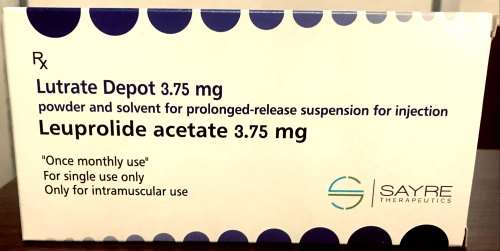 Rx
Lutrate Depot 3.75 mg
powder and solvent for prolonged-release suspension for injection
Leuprolide acetate 3.75 mg
"Once monthly use"
For single use only
Only for intramuscular use
SAYRE
THERAPEUTICS